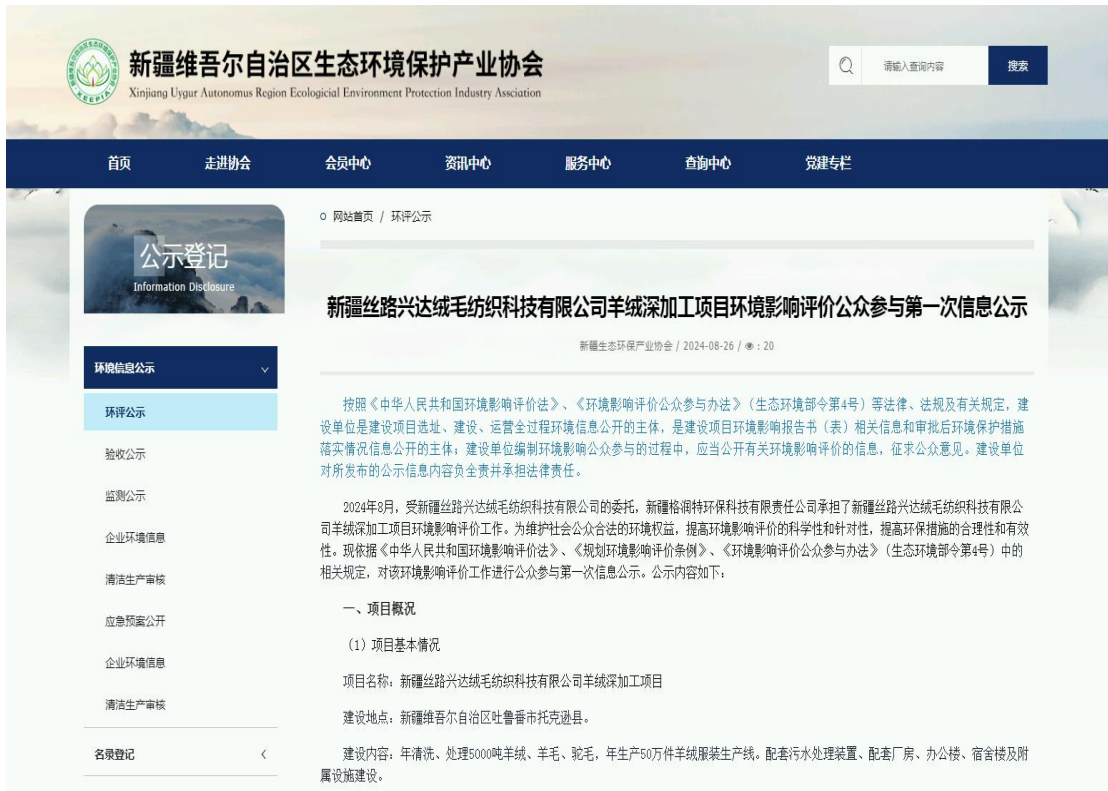 新疆维吾尔自治区生态环境保护产业协会
Xinjiang Uygur Autonomus Region Ecologicial Environment Protection Industry Assciation
XEEPIA
请输入查询内容
搜索
首页
走进协会
会员中心
资讯中心
服务中心
查询中心
党建专栏
公示登记
Information Disclosure
环境信息公示
环评公示
验收公示
监测公示
企业环境信息
清洁生产审核
应急预案公开
企业环境信息
清洁生产审核
名录登记
网站首页 / 环评公示
新疆丝路兴达绒毛纺织科技有限公司羊绒深加工项目环境影响评价公众参与第一次信息公示
新疆生态环保产业协会 / 2024-08-26 / : 20
按照《中华人民共和国环境影响评价法》、《环境影响评价公众参与办法》（生态环境部令第4号）等法律、法规及有关规定，建
设单位是建设项目选址、建设、运营全过程环境信息公开的主体，是建设项目环境影响报告书（表）相关信息和审批后环境保护措施
落实情况信息公开的主体；建设单位编制环境影响公众参与的过程中，应当公开有关环境影响评价的信息，征求公众意见。建设单位
对所发布的公示信息内容负全责并承担法律责任。
2024年8月，受新疆丝路兴达绒毛纺织科技有限公司的委托，新疆格润特环保科技有限责任公司承担了新疆丝路兴达绒毛纺织科技有限公
司羊绒深加工项目环境影响评价工作。为维护社会公众合法的环境权益，提高环境影响评价的科学性和针对性，提高环保措施的合理性和有效
性。现依据《中华人民共和国环境影响评价法》、《规划环境影响评价条例》、《环境影响评价公众参与办法》（生态环境部令第4号）中的
相关规定，对该环境影响评价工作进行公众参与第一次信息公示。公示内容如下：
一、项目概况
（1）项目基本情况
项目名称：新疆丝路兴达绒毛纺织科技有限公司羊绒深加工项目
建设地点：新疆维吾尔自治区吐鲁番市托克逊县。
建设内容：年清洗、处理5000吨羊绒、羊毛、驼毛，年生产50万件羊绒服装生产线。配套污水处理装置、配套厂房、办公楼、宿舍楼及附
属设施建设。